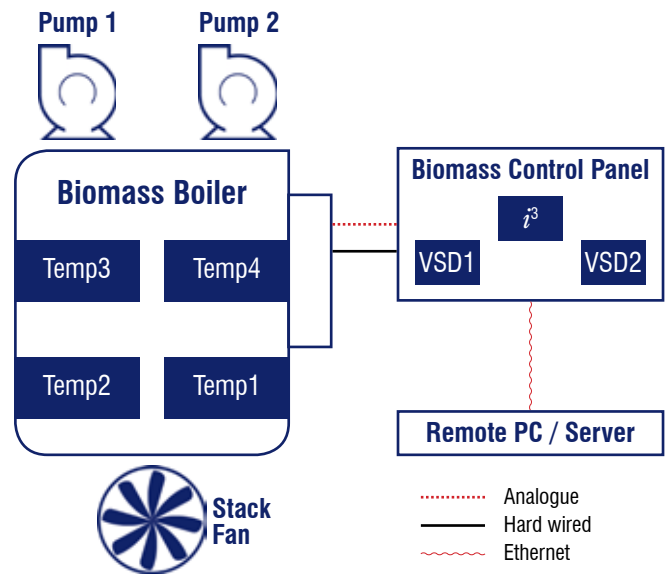 Pump 1
Pump 2
Biomass Boiler
Temp3
Temp4
Temp2
Temp1
Stack
Fan
Biomass Control Panel
i³
VSD1
VSD2
Remote PC / Server
Analogue
Hard wired
Ethernet